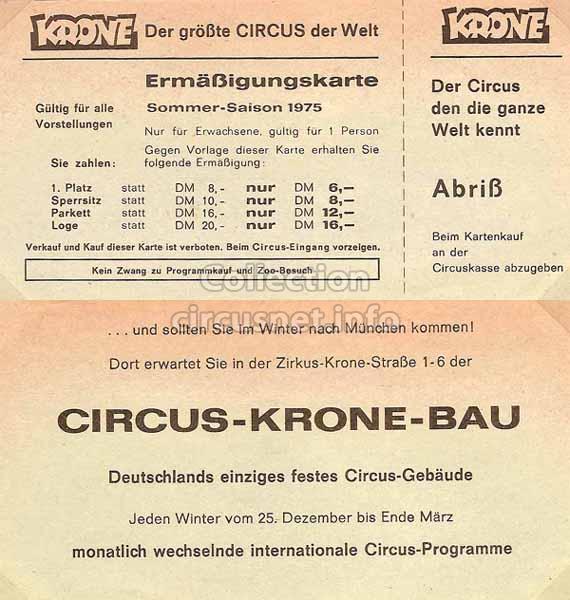 KRONE Der größte CIRCUS der Welt
Ermäßigungskarte
Gültig für alle Vorstellungen
Sommer-Saison 1975
Nur für Erwachsene, gültig für 1 Person
Gegen Vorlage dieser Karte erhalten Sie
folgende Ermäßigung:
Sie zahlen:
1. Platz statt DM 8,- nur DM 6,—
Sperrsitz statt DM 10,- nur DM 8,—
Parkett statt DM 16,- nur DM 12,—
Loge statt DM 20,- nur DM 16,—
Verkauf und Kauf dieser Karte ist verboten. Beim Circus-Eingang vorzeigen.
Kein Zwang zu Programmkauf und Zoo-Besuch
KRONE
Der Circus
den die ganze
Welt kennt
Abriß
Beim Kartenkauf
an der
Circuskasse abzugeben
Collection
circusnet.info
. . . und sollten Sie im Winter nach München kommen!
Dort erwartet Sie in der Zirkus-Krone-Straße 1-6 der
CIRCUS-KRONE-BAU
Deutschlands einziges festes Circus-Gebäude
Jeden Winter vom 25. Dezember bis Ende März
monatlich wechselnde internationale Circus-Programme